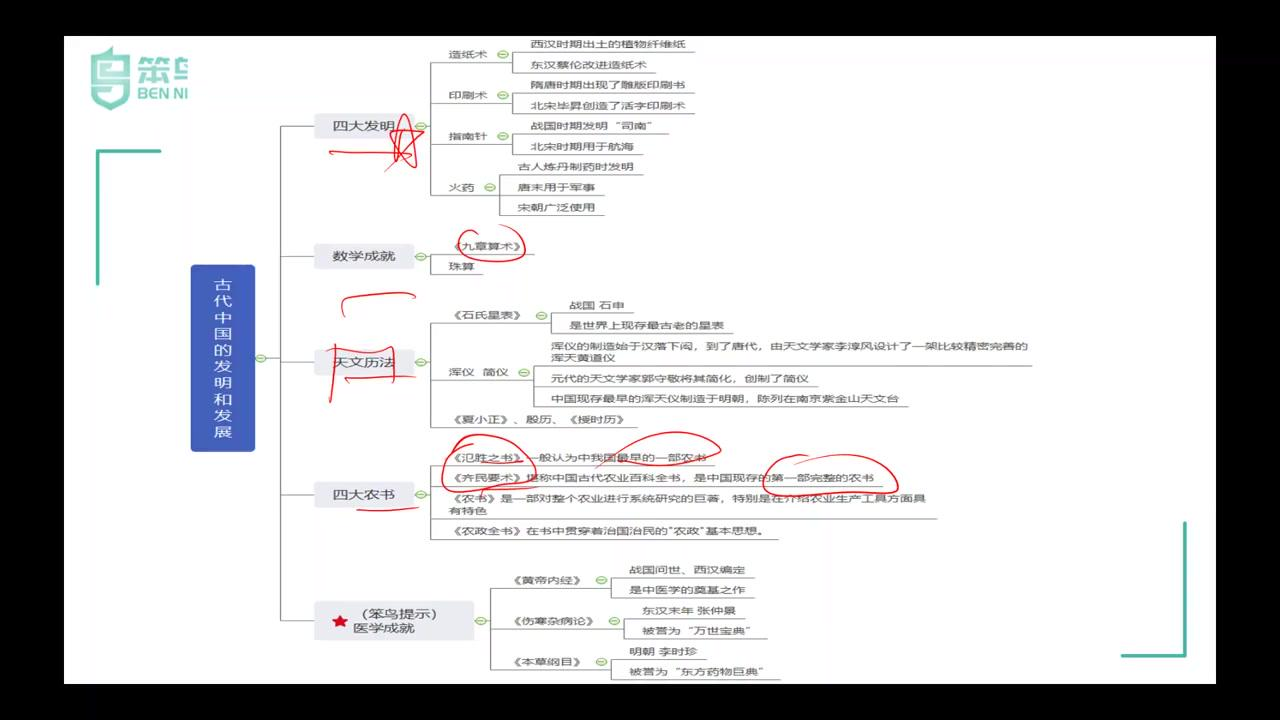 笨鸟
BEN NI
造纸术
西汉时期出土的植物纤维纸
东汉蔡伦改进造纸术
印刷术
隋唐时期出现了雕版印刷书
北宋毕昇创造了活字印刷术
四大发明
指南针
战国时期发明“司南”
北宋时期用于航海
火药
古人炼丹制药时发明
唐末用于军事
宋朝广泛使用
数学成就
《九章算术》
珠算
古代中国的发明和发展
天文历法
《石氏星表》
战国 石申
是世界上现存最古老的星表
浑仪 简仪
浑仪的制造始于汉落下闳，到了唐代，由天文学家李淳风设计了一架比较精密完善的
浑天黄道仪
元代的天文学家郭守敬将其简化，创制了简仪
中国现存最早的浑天仪制造于明朝，陈列在南京紫金山天文台
《夏小正》、殷历、《授时历》
四大农书
《氾胜之书》一般认为中我国最早的一部农书
《齐民要术》堪称中国古代农业百科全书，是中国现存的第一部完整的农书
《农书》是一部对整个农业进行系统研究的巨著，特别是在介绍农业生产工具方面具
有特色
《农政全书》在书中贯穿着治国治民的"农政"基本思想。
（笨鸟提示）
医学成就
《黄帝内经》
战国问世、西汉编定
是中医学的奠基之作
《伤寒杂病论》
东汉末年 张仲景
被誉为“万世宝典”
《本草纲目》
明朝 李时珍
被誉为“东方药物巨典”